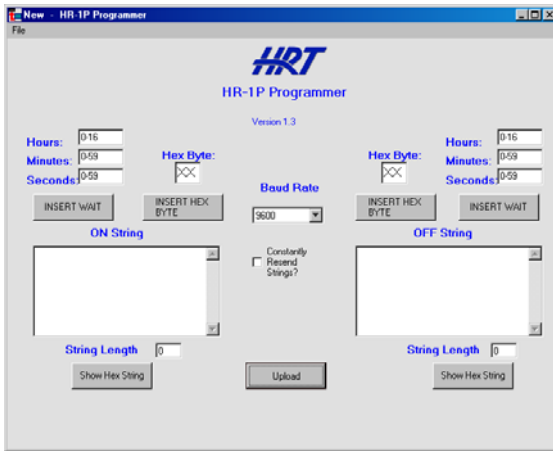 New - HR-1P Programmer
File
HRT
HR-1P Programmer
Version 1.3
Hours: 0-16
Minutes: 0-59
Seconds: 0-59
Hex Byte:
XX
INSERT WAIT
INSERT HEX BYTE
ON String
String Length 0
Show Hex String
Baud Rate
9600
Constantly
Resend
Strings?
Upload
Hex Byte:
XX
Hours: 0-16
Minutes: 0-59
Seconds: 0-59
INSERT HEX BYTE
INSERT WAIT
OFF String
String Length 0
Show Hex String